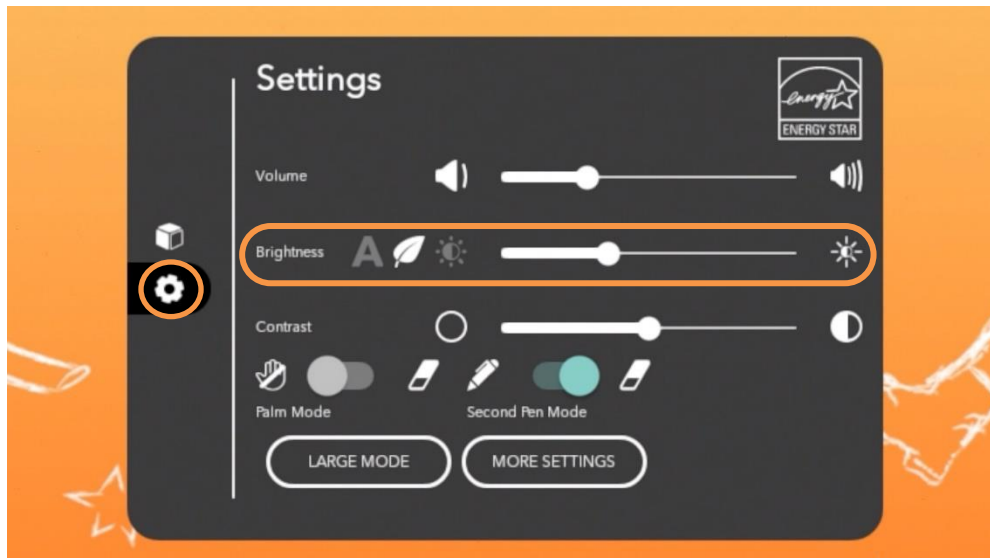 Settings
energy
ENERGY STAR
Volume
Brightness A
Contrast
Palm Mode Second Pen Mode
LARGE MODE MORE SETTINGS